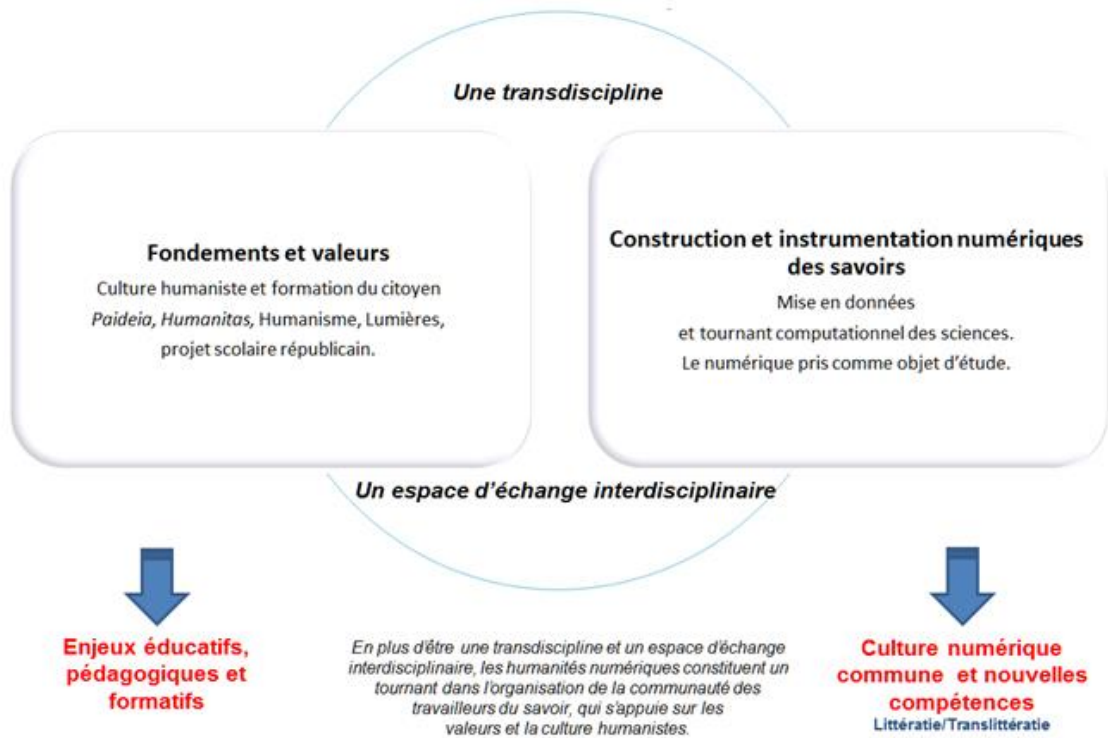 Une transdiscipline
Fondements et valeurs
Culture humaniste et formation du citoyen
Paideia, Humanitas, Humanisme, Lumières,
projet scolaire républicain.
Construction et instrumentation numériques
des savoirs
Mise en données
et tournant computationnel des sciences.
Le numérique pris comme objet d'étude.
Un espace d'échange interdisciplinaire
Enjeux éducatifs,
pédagogiques et
formatifs
En plus d'être une transdiscipline et un espace d'échange
interdisciplinaire, les humanités numériques constituent un
tournant dans l'organisation de la communauté des
travailleurs du savoir, qui s'appuie sur les
valeurs et la culture humanistes.
Culture numérique
commune et nouvelles
compétences
Littératie/Translittératie